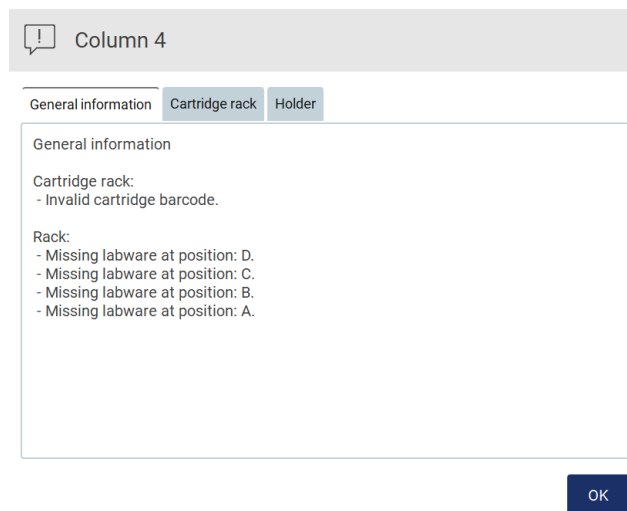 Column 4
General information
Cartridge rack
Holder
General information
Cartridge rack:
- Invalid cartridge barcode.
Rack:
- Missing labware at position: D.
- Missing labware at position: C.
- Missing labware at position: B.
- Missing labware at position: A.
OK